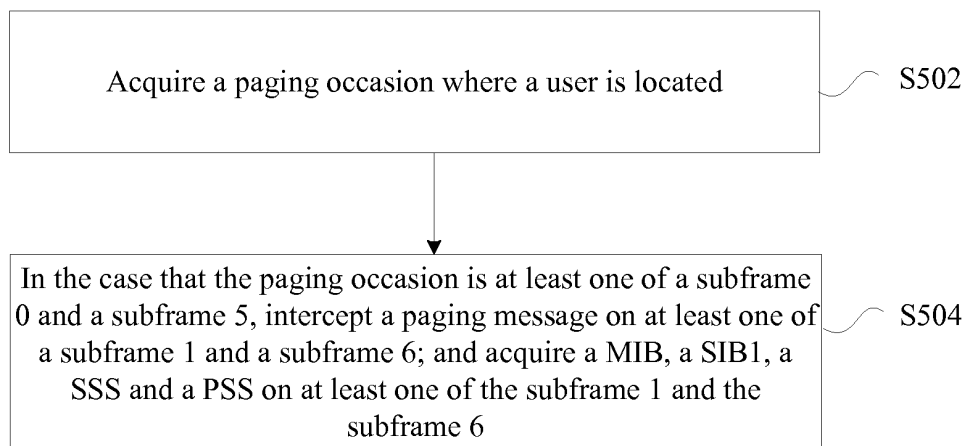 Acquire a paging occasion where a user is located
S502
In the case that the paging occasion is at least one of a subframe
0 and a subframe 5, intercept a paging message on at least one of
a subframe 1 and a subframe 6; and acquire a MIB, a SIB1, a
SSS and a PSS on at least one of the subframe 1 and the
subframe 6
S504